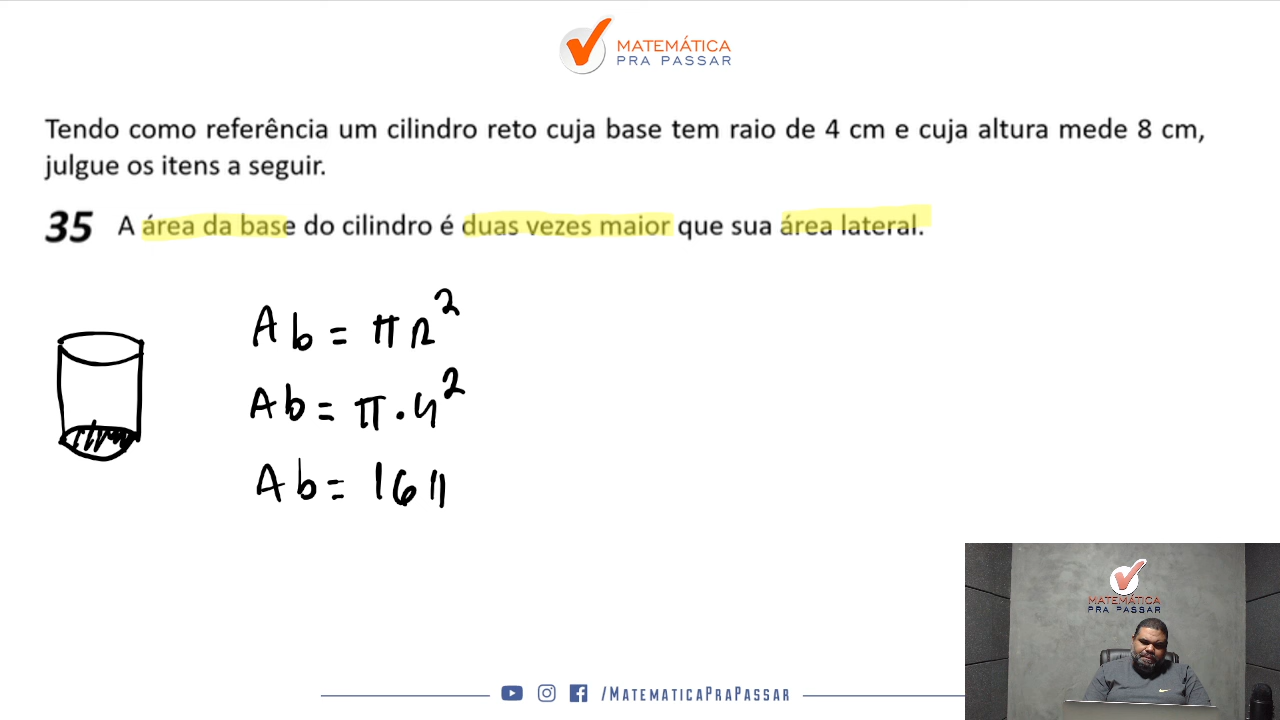 MATEMÁTICA
PRA PASSAR
Tendo como referência um cilindro reto cuja base tem raio de 4 cm e cuja altura mede 8 cm,
julgue os itens a seguir.
35 A área da base do cilindro é duas vezes maior que sua área lateral.
Ab = πr²
Ab = π.4²
Ab = 16π
MATEMÁTICA
PRA PASSAR
/MATEMATICAPRAPASSAR